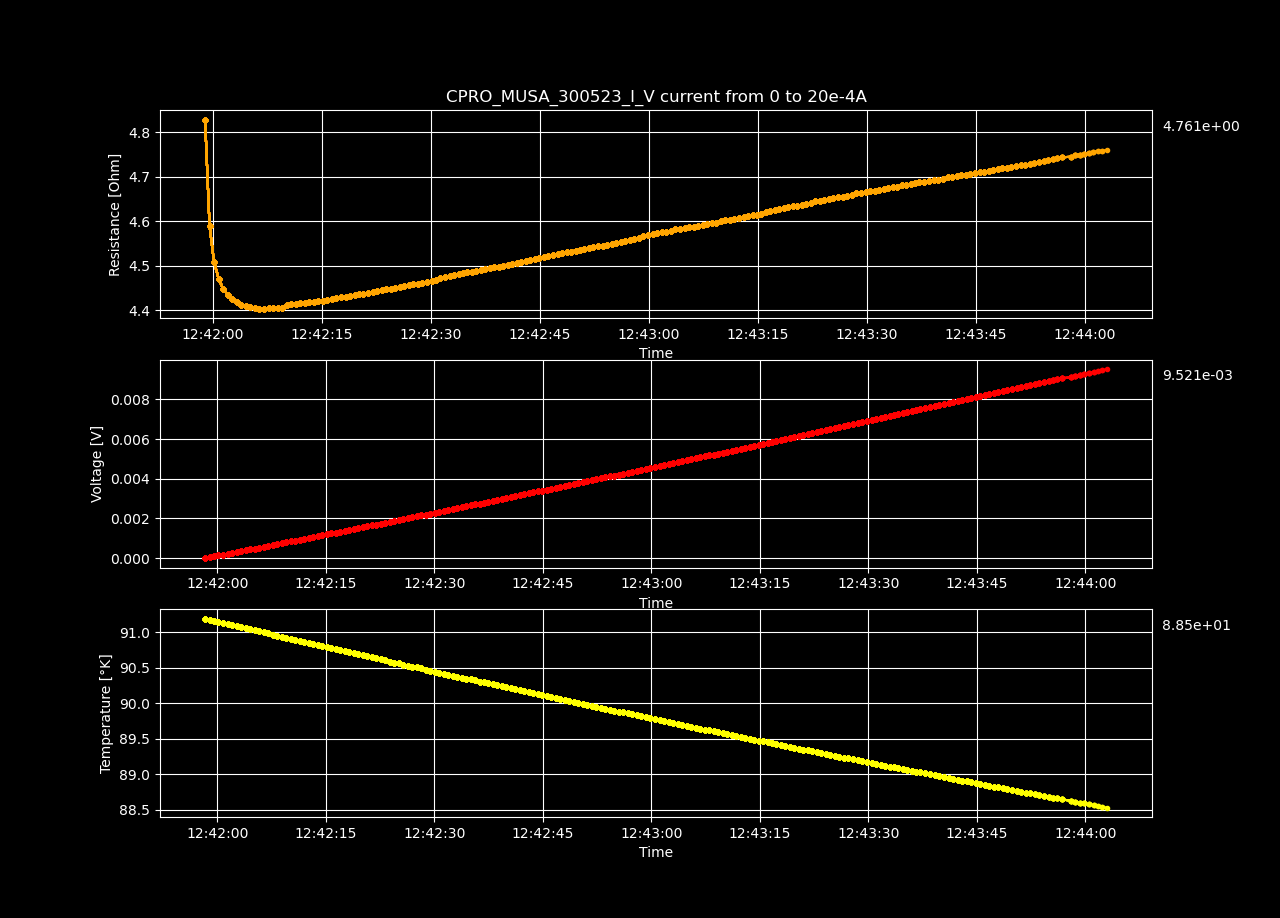 CPRO_MUSA_300523_I_V current from 0 to 20e-4A
4.761e+00
Resistance [Ohm]
4.8
4.7
4.6
4.5
4.4
12:42:00 12:42:15 12:42:30 12:42:45 12:43:00 12:43:15 12:43:30 12:43:45 12:44:00
Time
9.521e-03
Voltage [V]
0.008
0.006
0.004
0.002
0.000
12:42:00 12:42:15 12:42:30 12:42:45 12:43:00 12:43:15 12:43:30 12:43:45 12:44:00
Time
8.85e+01
Temperature [°K]
91.0
90.5
90.0
89.5
89.0
88.5
12:42:00 12:42:15 12:42:30 12:42:45 12:43:00 12:43:15 12:43:30 12:43:45 12:44:00
Time